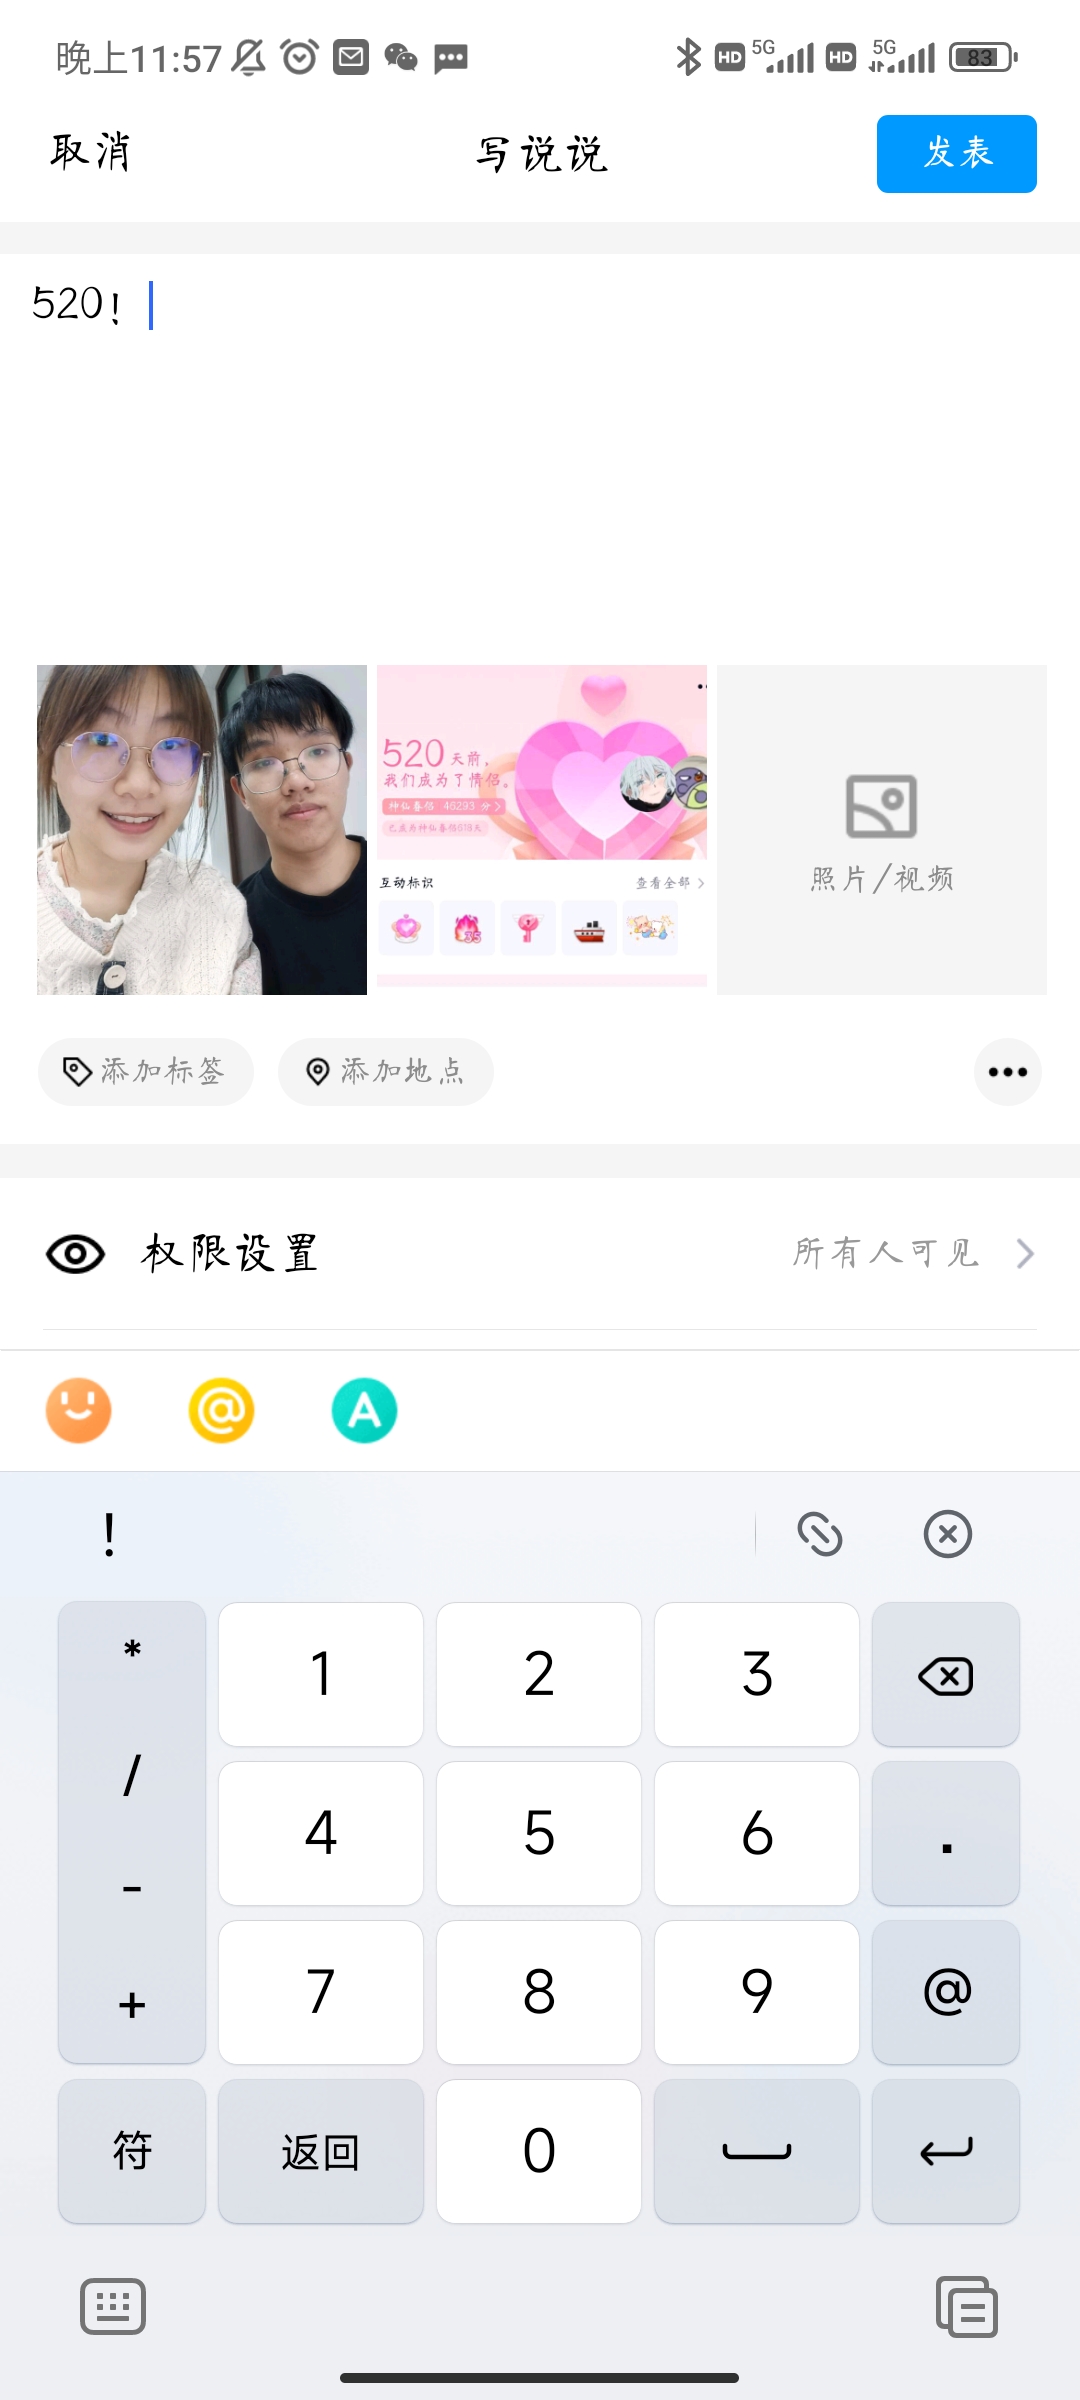 晚上11:57 HD 5G HD 5G 83
取消 写说说 发表
520！
520 天前，
我们成为了情侣。
神仙眷侣 46293 分 >
已成为神仙眷侣618天
互动标识 查看全部 >
35
照片/视频
添加标签 添加地点
权限设置 所有人可见
@ A
！
* 1 2 3
/ 4 5 6 .
-
+ 7 8 9 @
符 返回 0